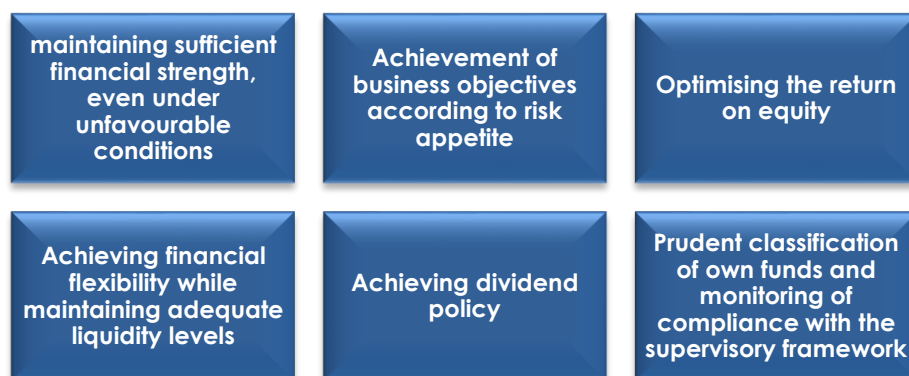 maintaining sufficient
financial strength,
even under
unfavourable
conditions
Achievement of
business objectives
according to risk
appetite
Optimising the return
on equity
Achieving financial
flexibility while
maintaining adequate
liquidity levels
Achieving dividend
policy
Prudent classification
of own funds and
monitoring of
compliance with the
supervisory framework